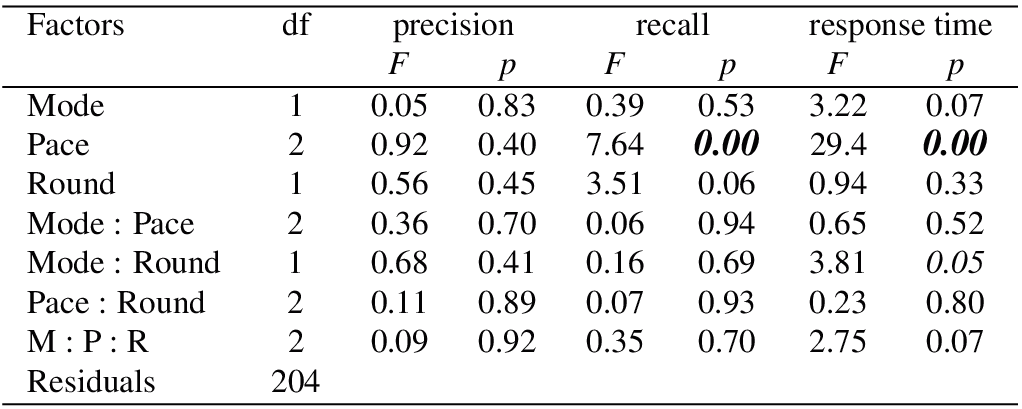 Factors df precision recall response time
F p F p F p
Mode 1 0.05 0.83 0.39 0.53 3.22 0.07
Pace 2 0.92 0.40 7.64 0.00 29.4 0.00
Round 1 0.56 0.45 3.51 0.06 0.94 0.33
Mode : Pace 2 0.36 0.70 0.06 0.94 0.65 0.52
Mode : Round 1 0.68 0.41 0.16 0.69 3.81 0.05
Pace : Round 2 0.11 0.89 0.07 0.93 0.23 0.80
M : P : R 2 0.09 0.92 0.35 0.70 2.75 0.07
Residuals 204